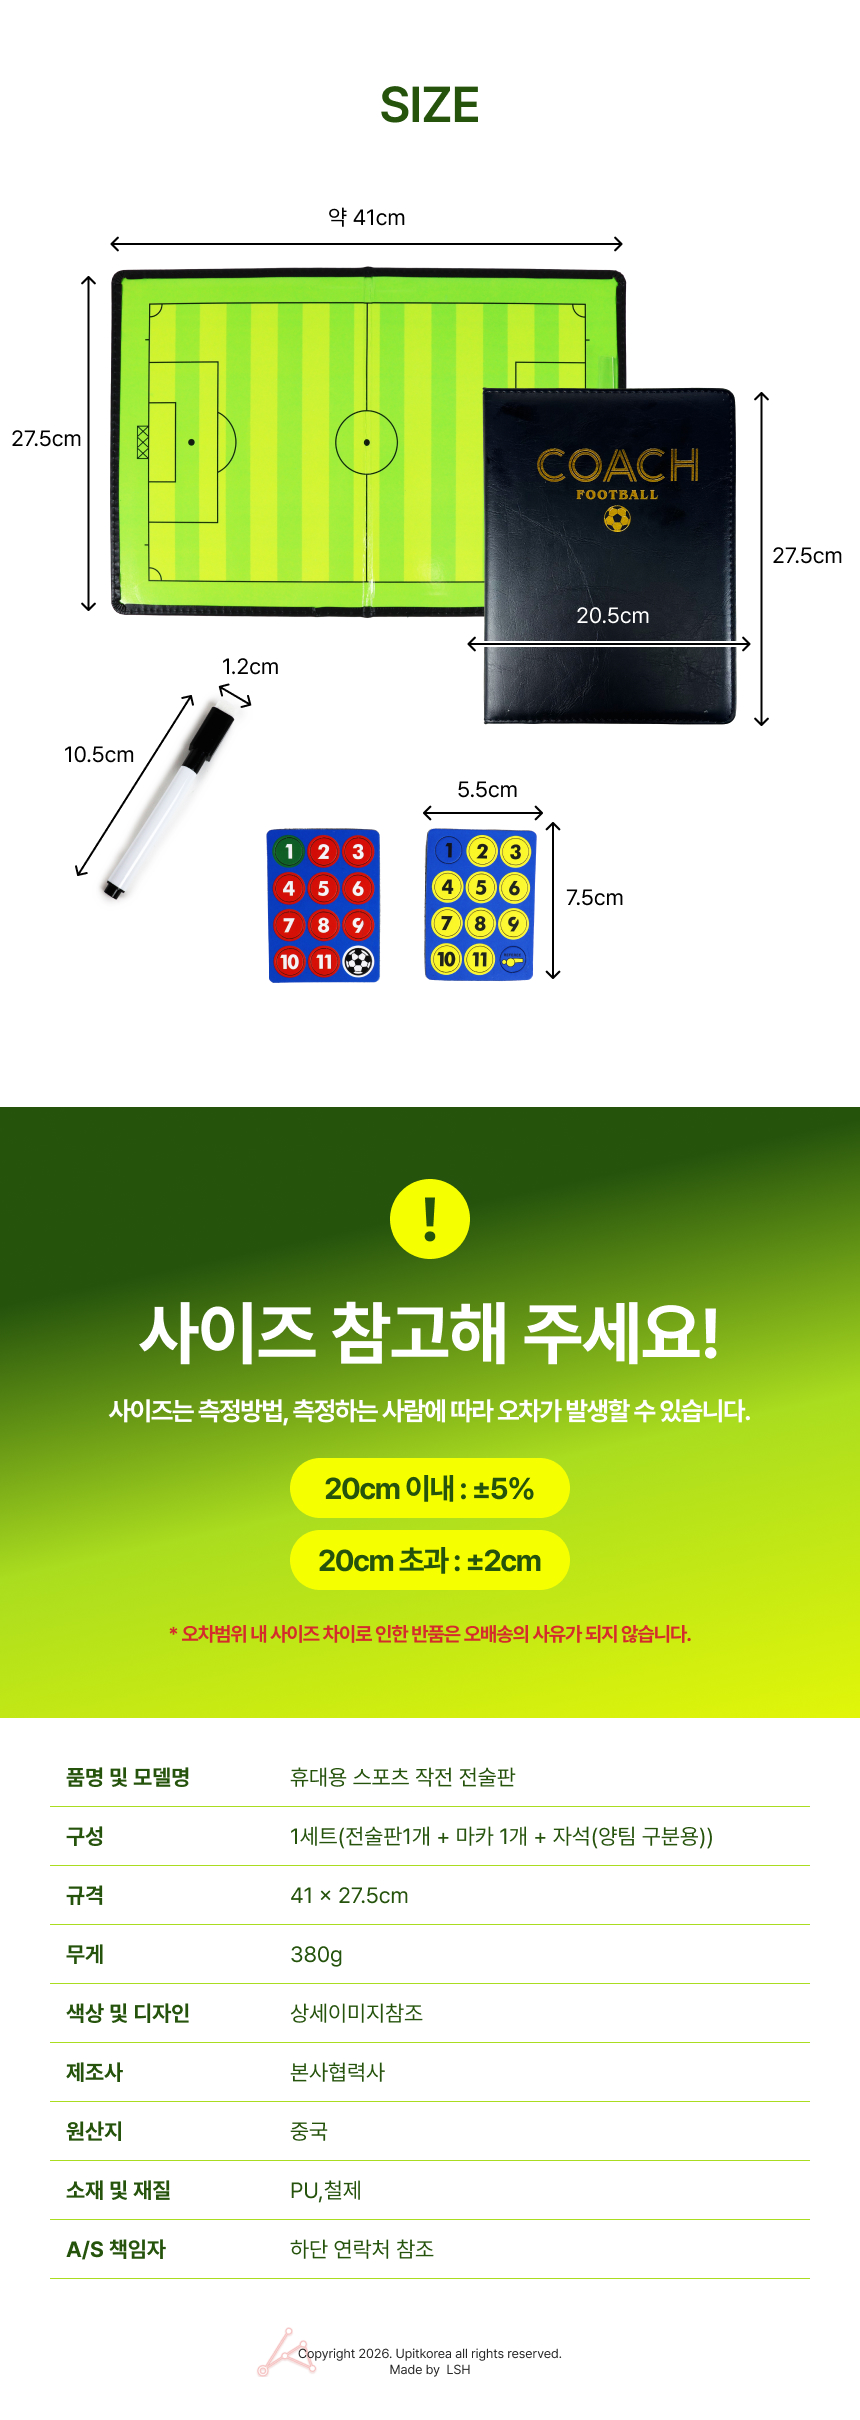 SIZE
약 41cm
27.5cm
COACH
FOOTBALL
27.5cm
20.5cm
1.2cm
10.5cm
5.5cm
7.5cm
1 2 3
4 5 6
7 8 9
10 11
1 2 3
4 5 6
7 8 9
10 11
!
사이즈 참고해 주세요!
사이즈는 측정방법, 측정하는 사람에 따라 오차가 발생할 수 있습니다.
20cm 이내 : ±5%
20cm 초과 : ±2cm
* 오차범위 내 사이즈 차이로 인한 반품은 오배송의 사유가 되지 않습니다.
품명 및 모델명 휴대용 스포츠 작전 전술판
구성 1세트(전술판1개 + 마카 1개 + 자석(양팀 구분용))
규격 41 × 27.5cm
무게 380g
색상 및 디자인 상세이미지참조
제조사 본사협력사
원산지 중국
소재 및 재질 PU,철제
A/S 책임자 하단 연락처 참조
Copyright 2026. Upitkorea all rights reserved.
Made by LSH